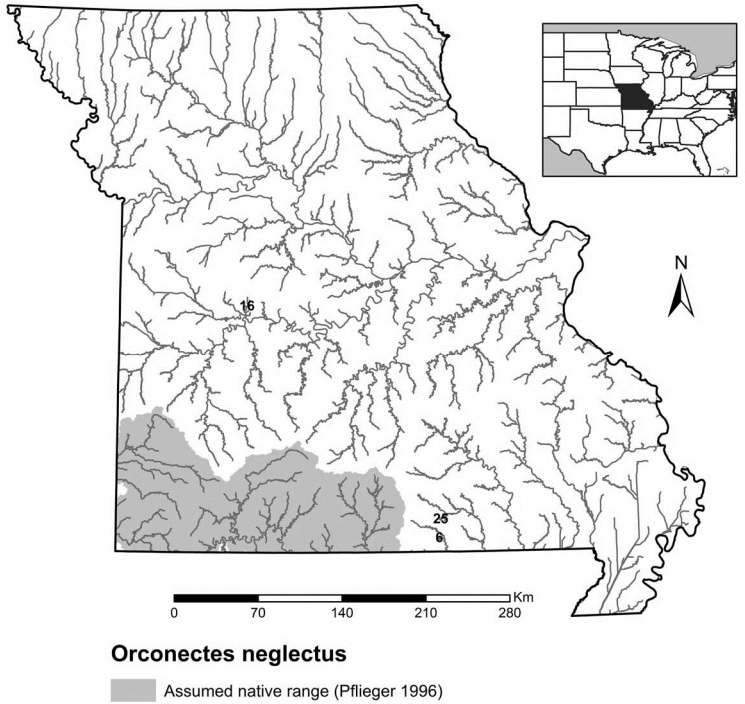 N
16
25
6
Km
0 70 140 210 280
Orconectes neglectus
Assumed native range (Pflieger 1996)